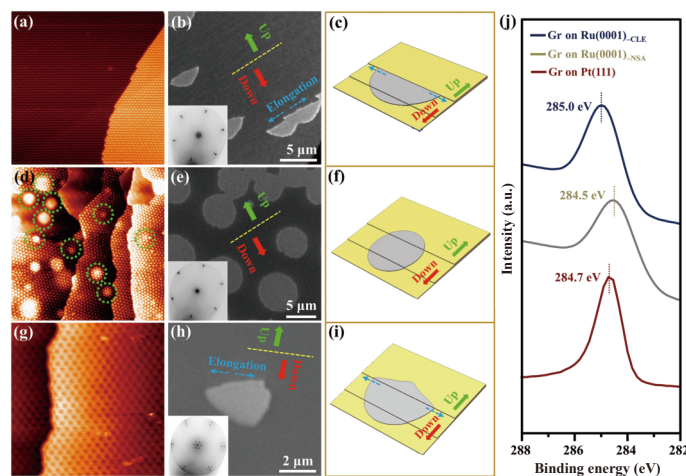 (a)
(b)
Up
Down
Elongation
5 μm
(c)
Up
Down
(d)
(e)
Up
Down
5 μm
(f)
Up
Down
(g)
(h)
Up
Down
Elongation
2 μm
(i)
Up
Down
(j)
Gr on Ru(0001)_CLE
Gr on Ru(0001)_NSA
Gr on Pt(111)
285.0 eV
284.5 eV
284.7 eV
Intensity (a.u.)
288 286 284 282
Binding energy (eV)